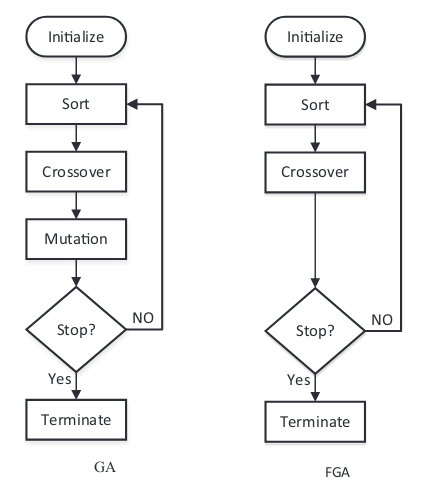 Initialize
Sort
Crossover
Mutation
Stop?
NO
Yes
Terminate
GA
Initialize
Sort
Crossover
Stop?
NO
Yes
Terminate
FGA